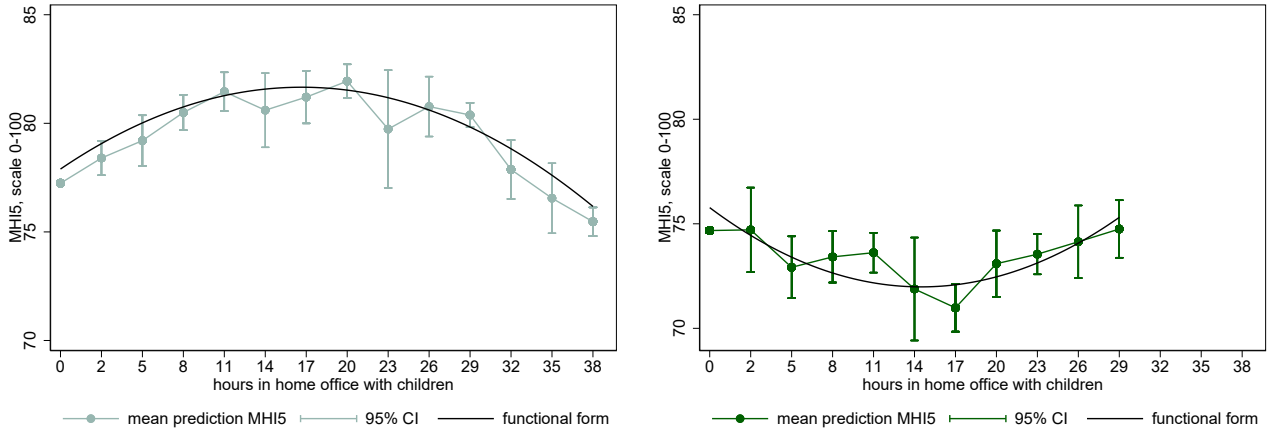 MHI5, scale 0-100
85
80
75
70
0 2 5 8 11 14 17 20 23 26 29 32 35 38
hours in home office with children
mean prediction MHI5 95% CI functional form
MHI5, scale 0-100
85
80
75
70
0 2 5 8 11 14 17 20 23 26 29 32 35 38
hours in home office with children
mean prediction MHI5 95% CI functional form